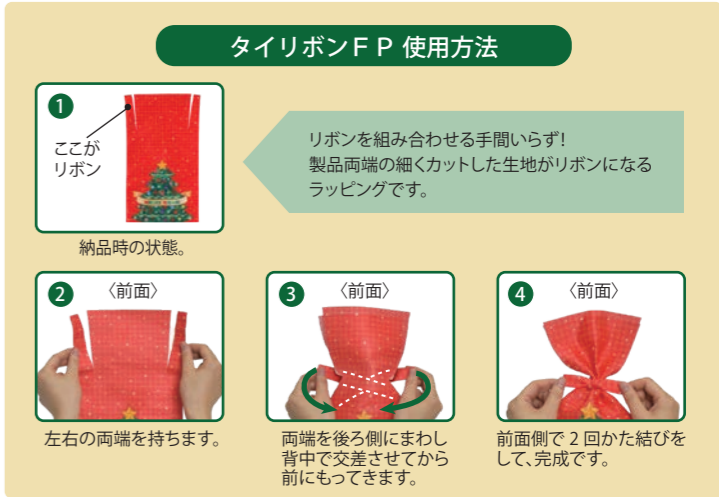 タイリボンＦＰ 使用方法
1
ここが
リボン
納品時の状態。
リボンを組み合わせる手間いらず!
製品両端の細くカットした生地がリボンになる
ラッピングです。
2
〈前面〉
左右の両端を持ちます。
3
〈前面〉
両端を後ろ側にまわし
背中で交差させてから
前にもってきます。
4
〈前面〉
前面側で 2 回かた結びを
して、完成です。